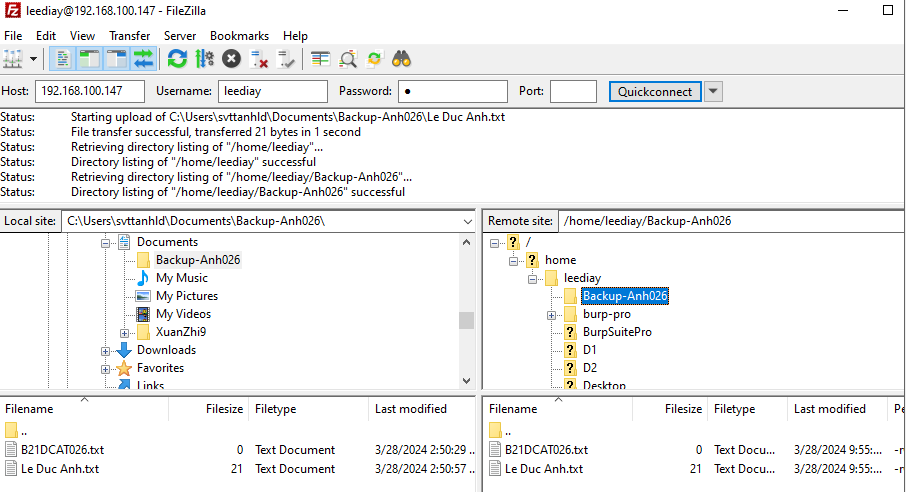 leediay@192.168.100.147 - FileZilla
File Edit View Transfer Server Bookmarks Help
Host: 192.168.100.147 Username: leediay Password: ● Port: Quickconnect
Status: Starting upload of C:\Users\svttanhld\Documents\Backup-Anh026\Le Duc Anh.txt
Status: File transfer successful, transferred 21 bytes in 1 second
Status: Retrieving directory listing of "/home/leediay"...
Status: Directory listing of "/home/leediay" successful
Status: Retrieving directory listing of "/home/leediay/Backup-Anh026"...
Status: Directory listing of "/home/leediay/Backup-Anh026" successful
Local site: C:\Users\svttanhld\Documents\Backup-Anh026\
Documents
Backup-Anh026
My Music
My Pictures
My Videos
XuanZhi9
Downloads
Favorites
Links
Filename Filesize Filetype Last modified
..
B21DCAT026.txt 0 Text Document 3/28/2024 2:50:29 ...
Le Duc Anh.txt 21 Text Document 3/28/2024 2:50:57 ...
Remote site: /home/leediay/Backup-Anh026
/
home
leediay
Backup-Anh026
burp-pro
BurpSuitePro
D1
D2
Desktop
Filename Filesize Filetype Last modified Pe
..
B21DCAT026.txt 0 Text Docu... 3/28/2024 9:55:... -r
Le Duc Anh.txt 21 Text Docu... 3/28/2024 9:55:... -r